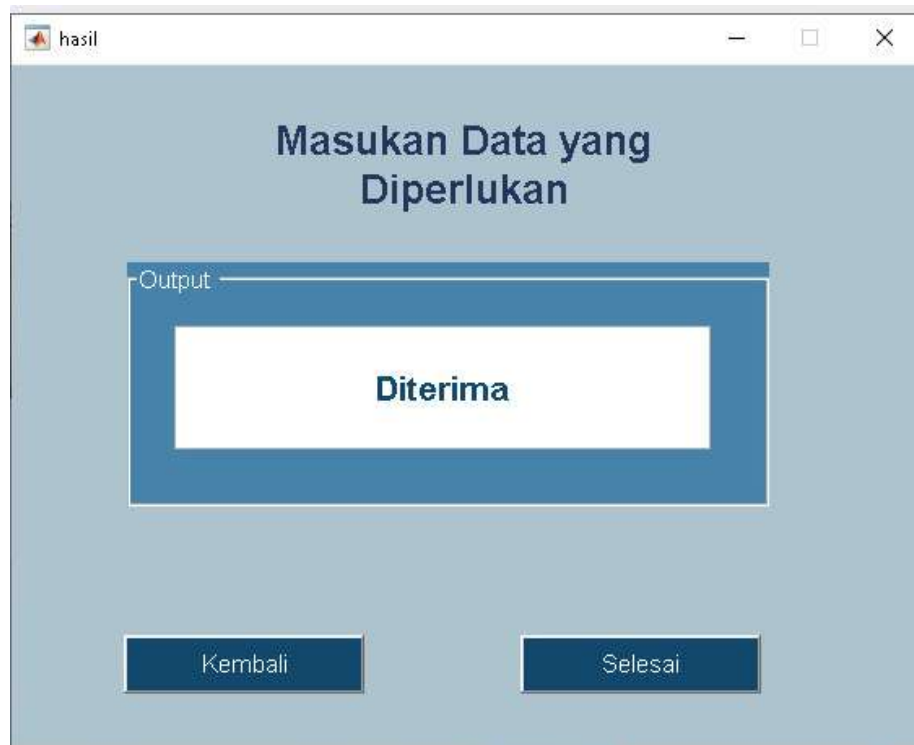 hasil
Masukan Data yang
Diperlukan
Output
Diterima
Kembali
Selesai